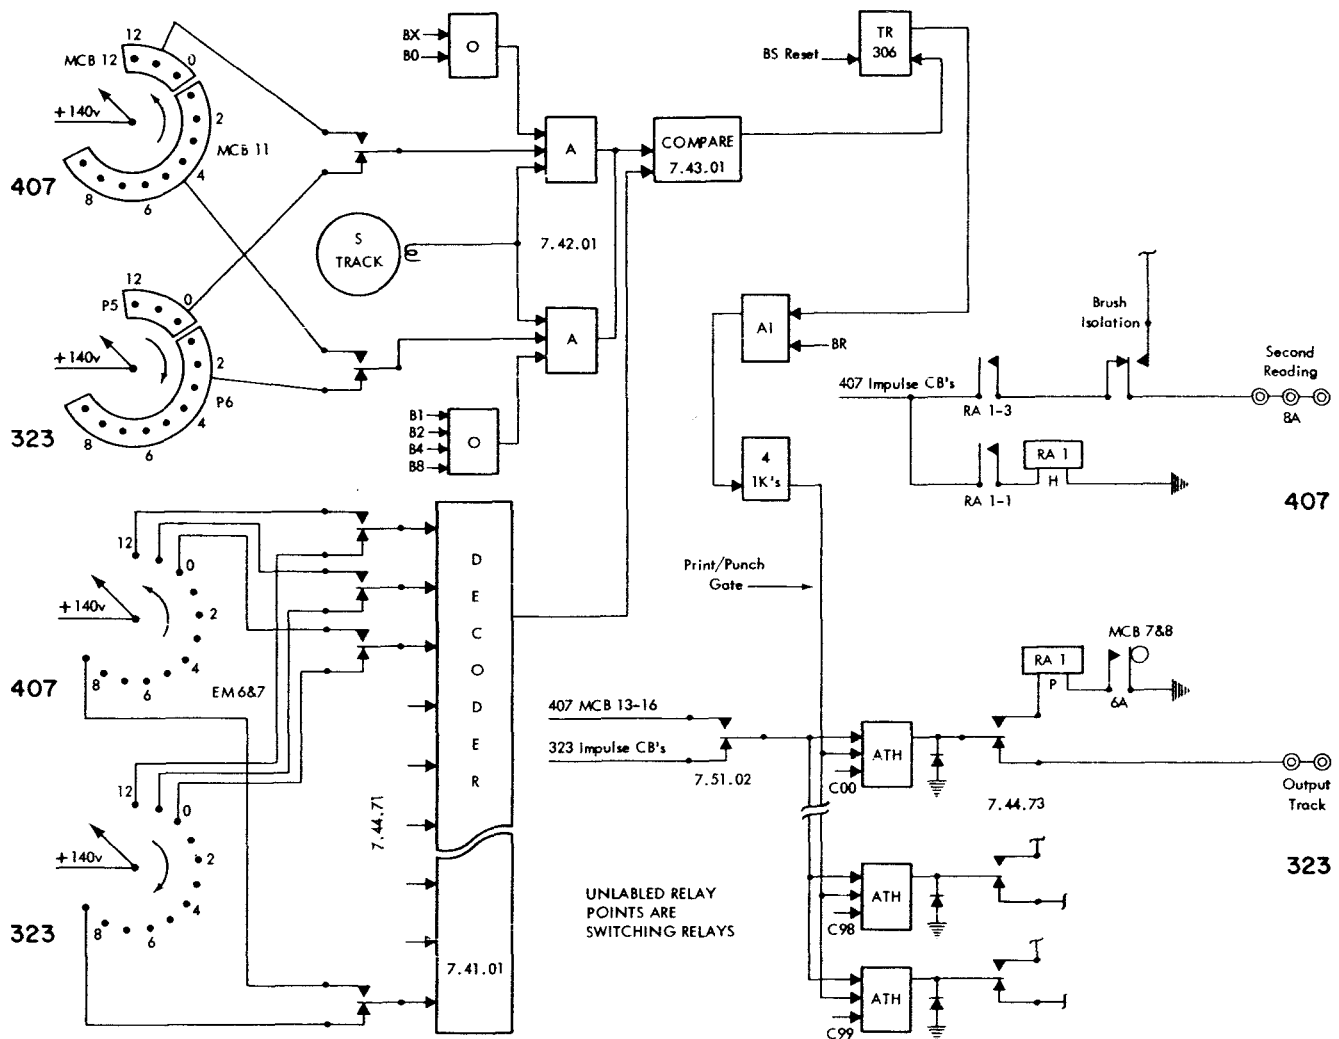 12
0
MCB 12
+140v
2
MCB 11
4
6
8
407
BX
B0
O
A
S
TRACK
7.42.01
COMPARE
7.43.01
TR
306
BS Reset
12
0
P5
+140v
2
P6
4
6
8
323
A
B1
B2
B4
B8
O
A1
BR
4
1K's
Print/Punch
Gate
Brush
Isolation
Second
Reading
407 Impulse CB's
RA 1-3
8A
RA 1
H
RA 1-1
407
12
0
+140v
2
4
6
8
EM 6&7
407
DECODER
7.44.71
7.41.01
12
0
+140v
2
4
6
8
323
407 MCB 13-16
323 Impulse CB's
7.51.02
MCB 7&8
RA 1
P
6A
ATH
C00
7.44.73
Output
Track
323
ATH
C98
ATH
C99
UNLABLED RELAY
POINTS ARE
SWITCHING RELAYS